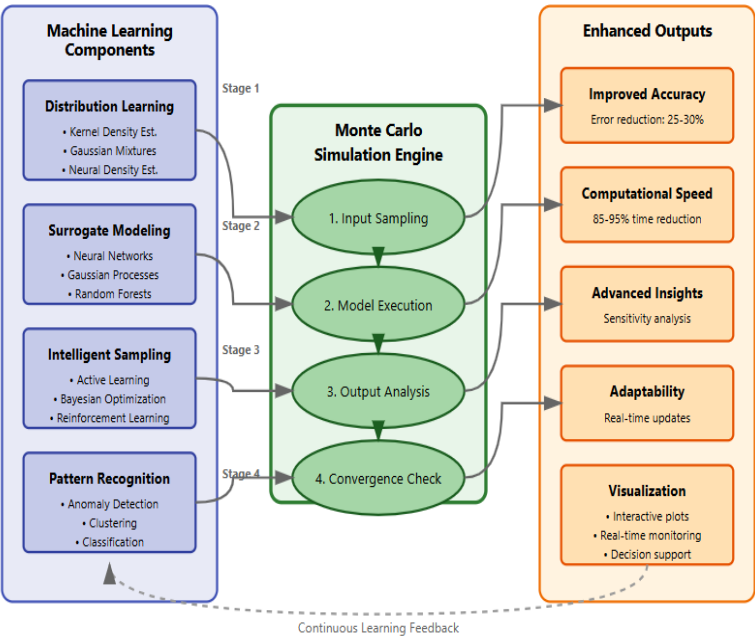 Machine Learning
Components
Distribution Learning
• Kernel Density Est.
• Gaussian Mixtures
• Neural Density Est.
Surrogate Modeling
• Neural Networks
• Gaussian Processes
• Random Forests
Intelligent Sampling
• Active Learning
• Bayesian Optimization
• Reinforcement Learning
Pattern Recognition
• Anomaly Detection
• Clustering
• Classification
Stage 1
Stage 2
Stage 3
Stage 4
Monte Carlo
Simulation Engine
1. Input Sampling
2. Model Execution
3. Output Analysis
4. Convergence Check
Enhanced Outputs
Improved Accuracy
Error reduction: 25-30%
Computational Speed
85-95% time reduction
Advanced Insights
Sensitivity analysis
Adaptability
Real-time updates
Visualization
• Interactive plots
• Real-time monitoring
• Decision support
Continuous Learning Feedback